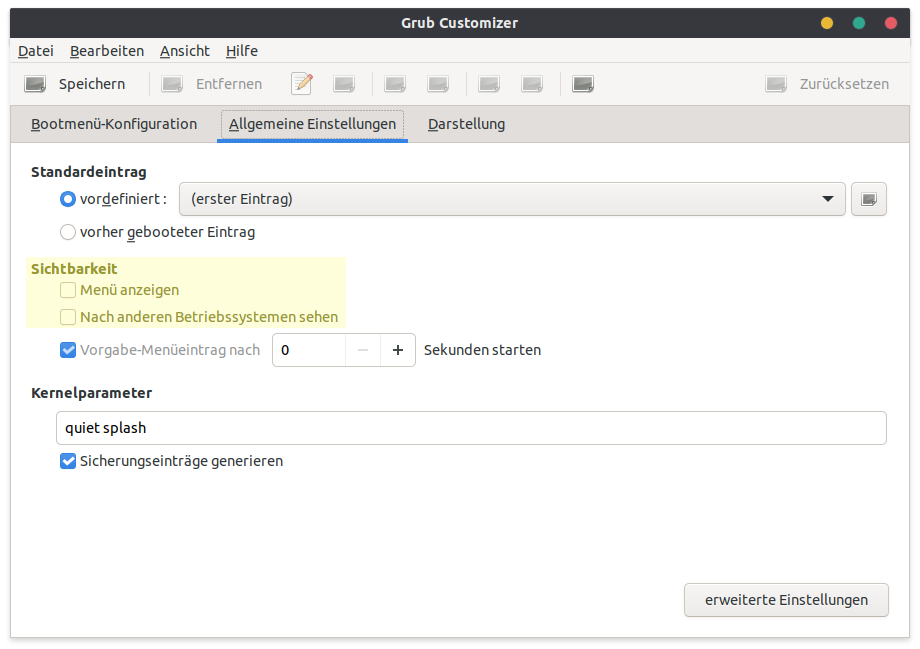 Grub Customizer
Datei Bearbeiten Ansicht Hilfe
Speichern Entfernen Zurücksetzen
Bootmenü-Konfiguration Allgemeine Einstellungen Darstellung
Standardeintrag
vordefiniert : (erster Eintrag)
vorher gebooteter Eintrag
Sichtbarkeit
Menü anzeigen
Nach anderen Betriebssystemen sehen
Vorgabe-Menüeintrag nach 0 − + Sekunden starten
Kernelparameter
quiet splash
Sicherungseinträge generieren
erweiterte Einstellungen